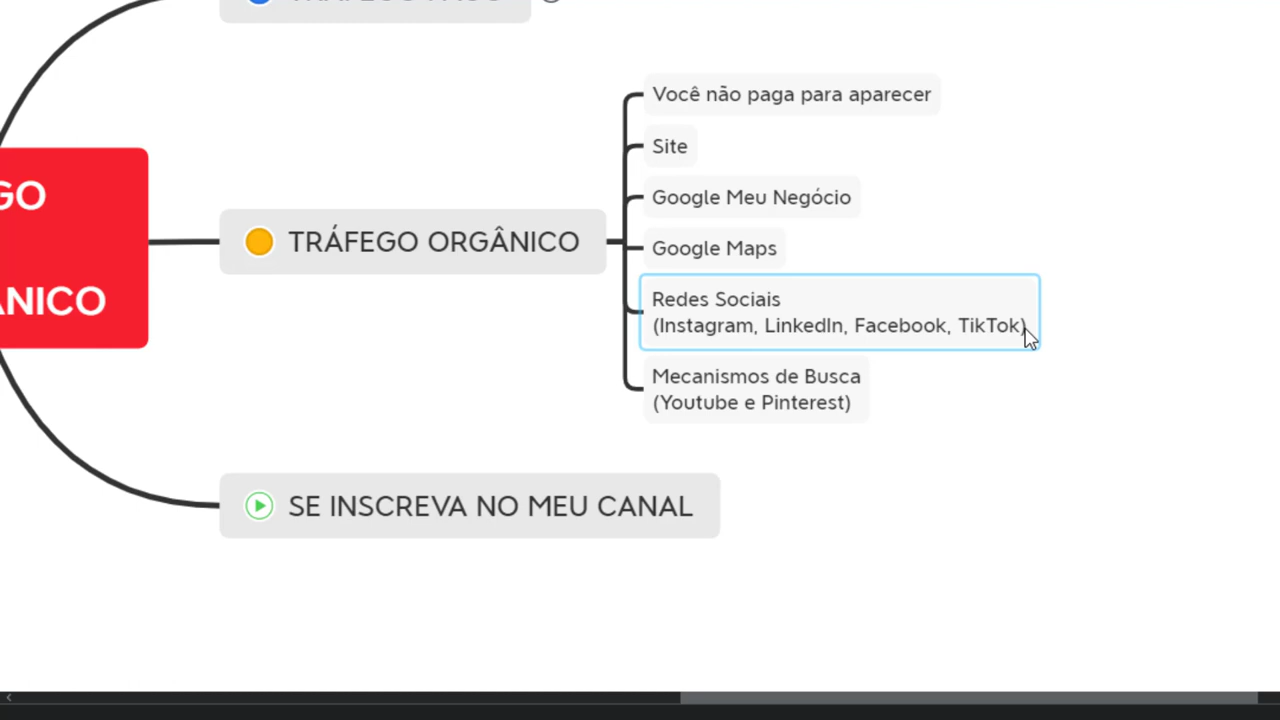 GO
ÂNICO
TRÁFEGO ORGÂNICO
Você não paga para aparecer
Site
Google Meu Negócio
Google Maps
Redes Sociais
(Instagram, LinkedIn, Facebook, TikTok)
Mecanismos de Busca
(Youtube e Pinterest)
SE INSCREVA NO MEU CANAL